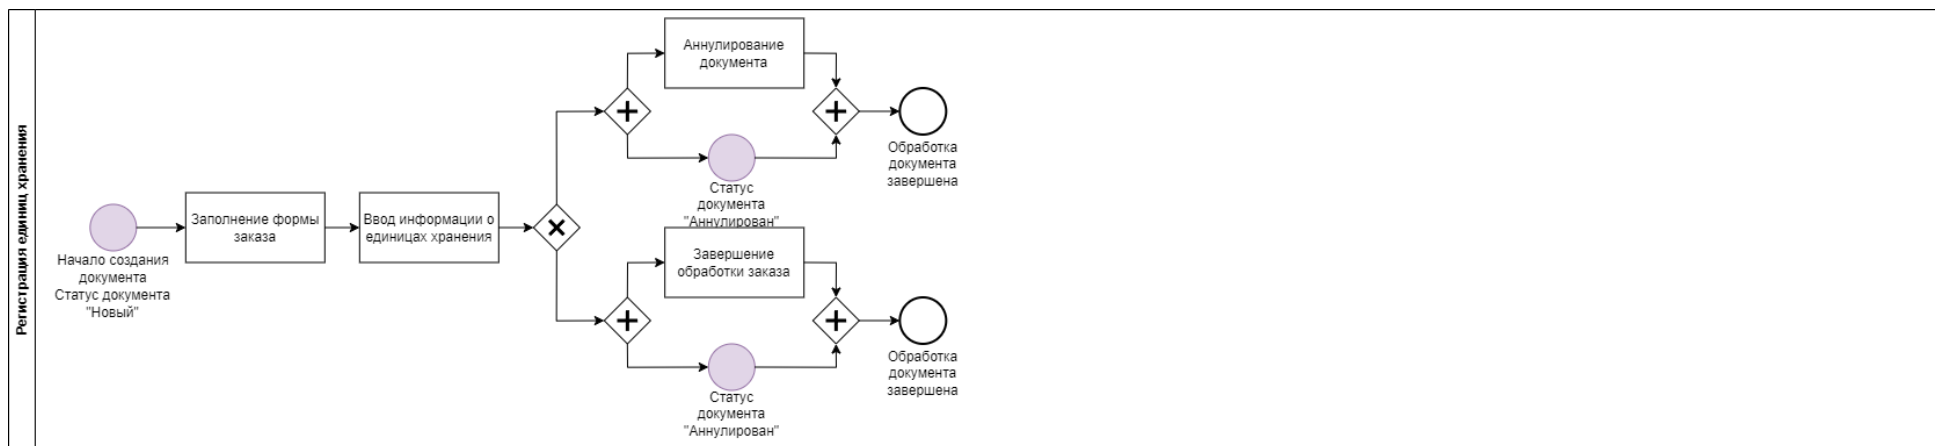 Регистрация единиц хранения
Начало создания
документа
Статус документа
"Новый"
Заполнение формы
заказа
Ввод информации о
единицах хранения
Аннулирование
документа
Статус
документа
"Аннулирован"
Обработка
документа
завершена
Завершение
обработки заказа
Статус
документа
"Аннулирован"
Обработка
документа
завершена